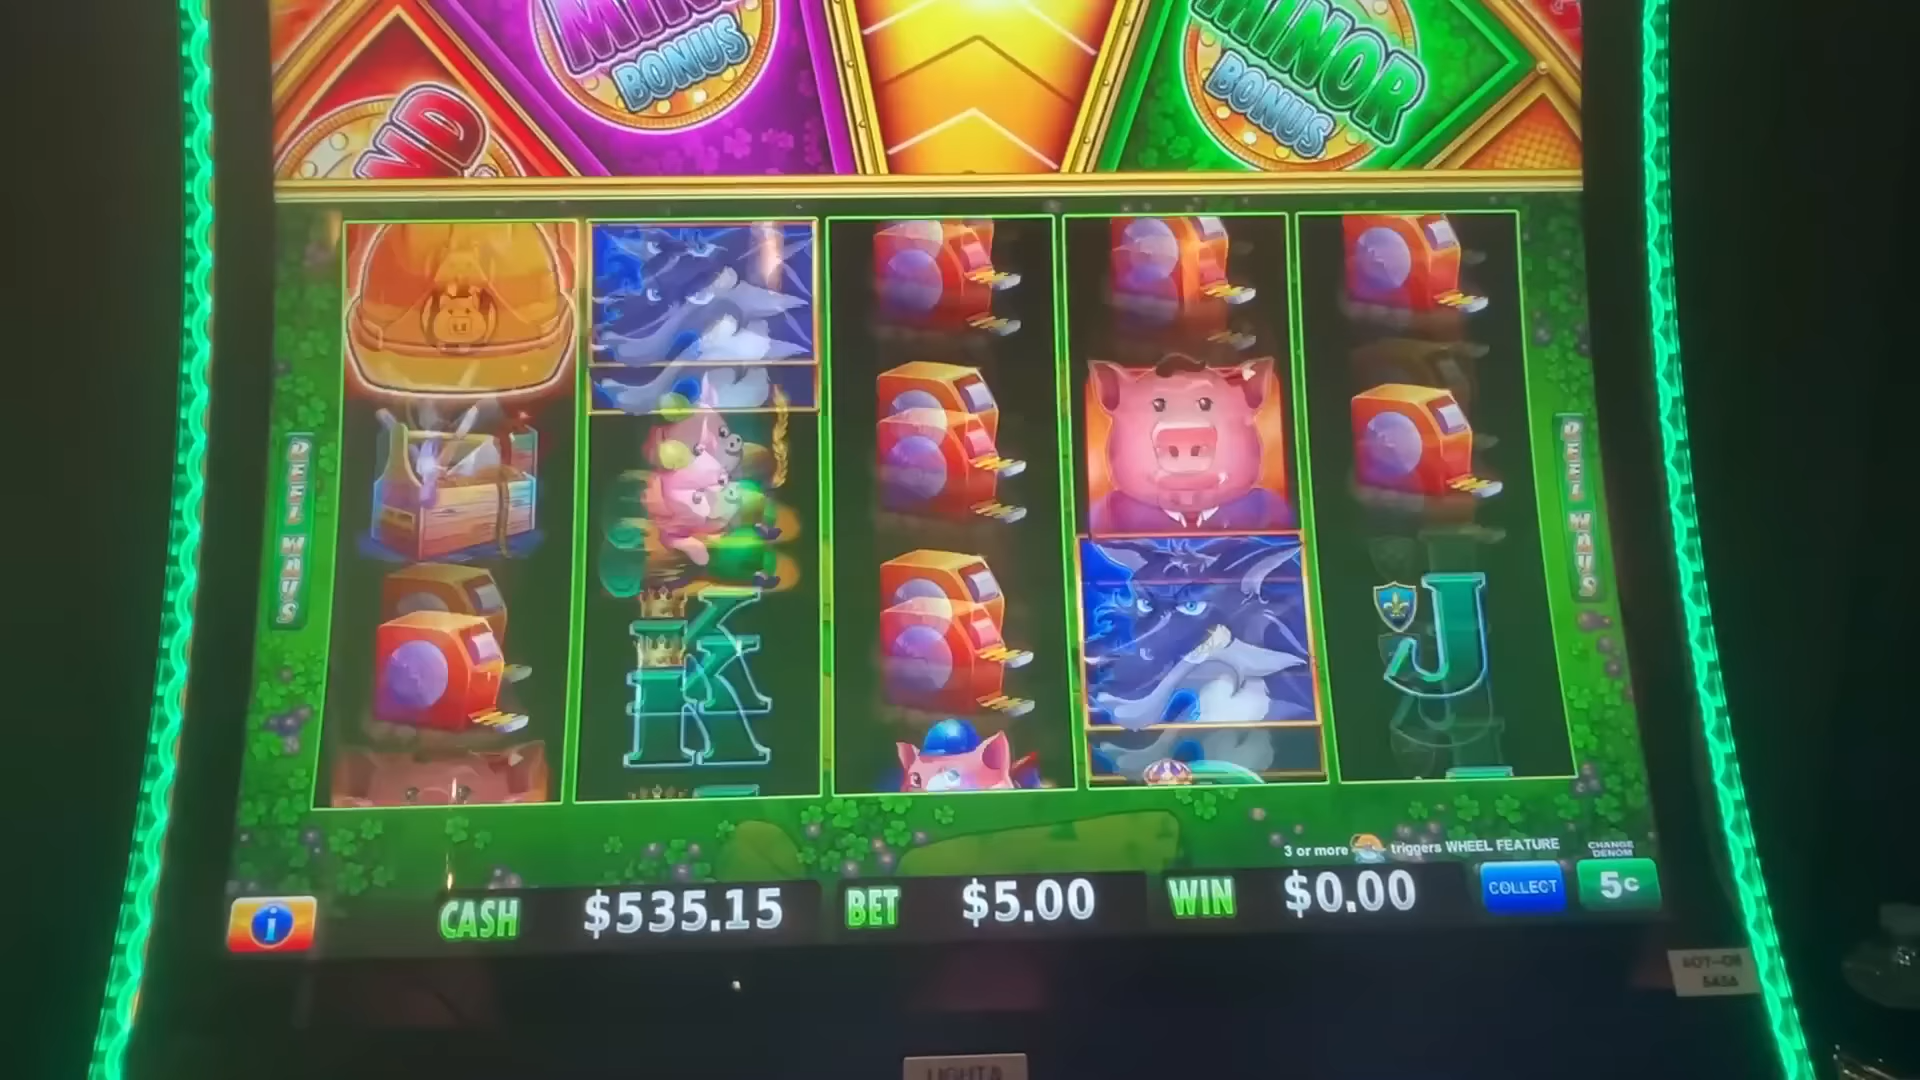 MINOR
BONUS
BONUS
ND
K
J
3 or more triggers WHEEL FEATURE
CHANGE
DENOM
CASH $535.15 BET $5.00 WIN $0.00 COLLECT 5¢